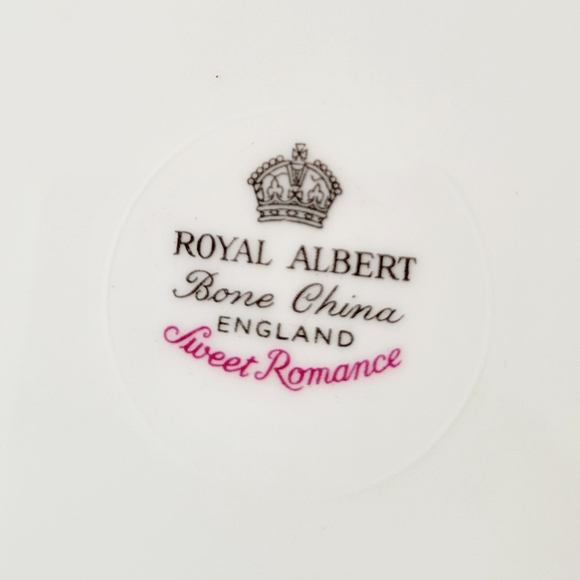 ROYAL ALBERT
Bone China
ENGLAND
Sweet Romance